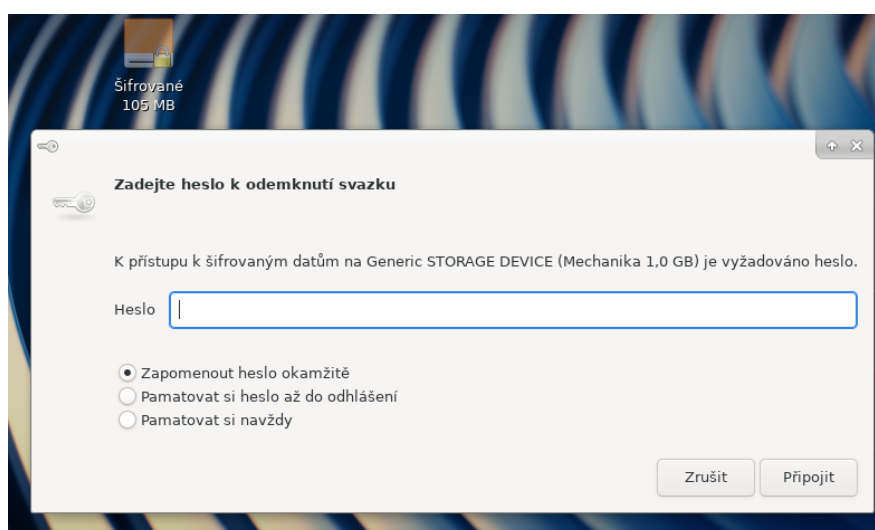 Šifrované
105 MB
Zadejte heslo k odemknutí svazku
K přístupu k šifrovaným datům na Generic STORAGE DEVICE (Mechanika 1,0 GB) je vyžadováno heslo.
Heslo
Zapomenout heslo okamžitě
Pamatovat si heslo až do odhlášení
Pamatovat si navždy
Zrušit Připojit